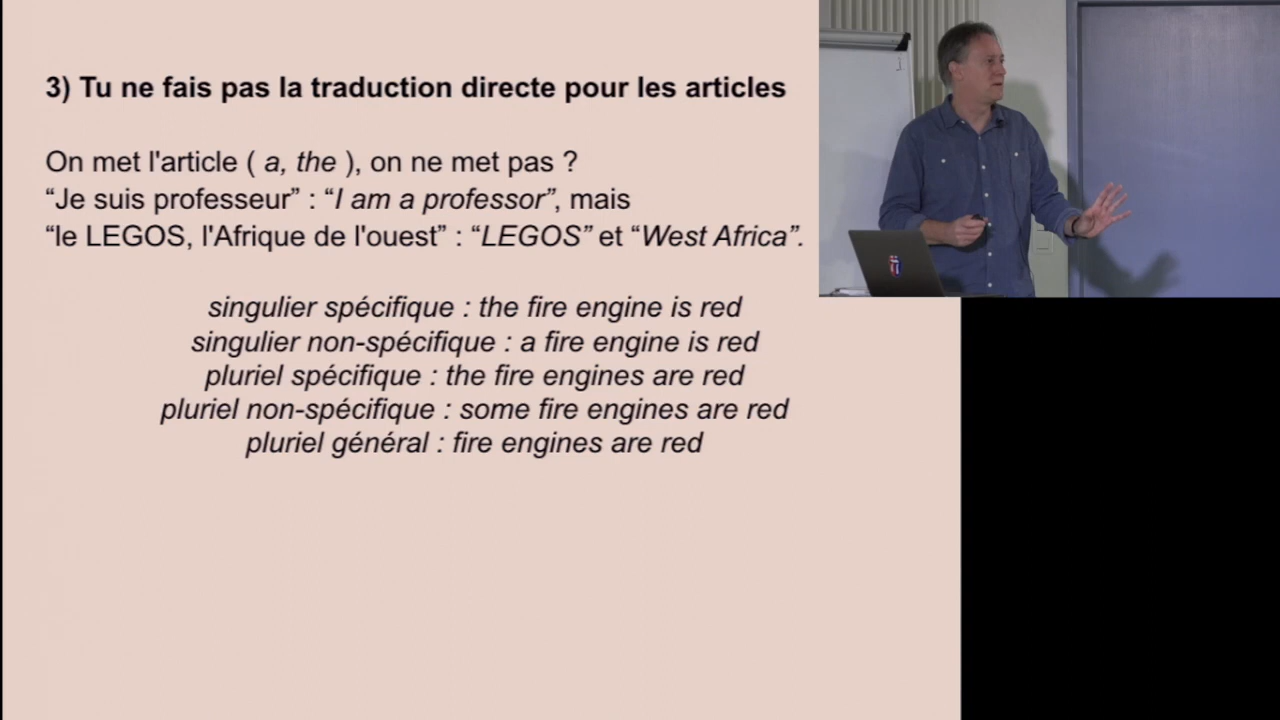 3) Tu ne fais pas la traduction directe pour les articles
On met l'article ( a, the ), on ne met pas ?
“Je suis professeur” : “I am a professor”, mais
“le LEGOS, l'Afrique de l'ouest” : “LEGOS” et “West Africa”.
singulier spécifique : the fire engine is red
singulier non-spécifique : a fire engine is red
pluriel spécifique : the fire engines are red
pluriel non-spécifique : some fire engines are red
pluriel général : fire engines are red